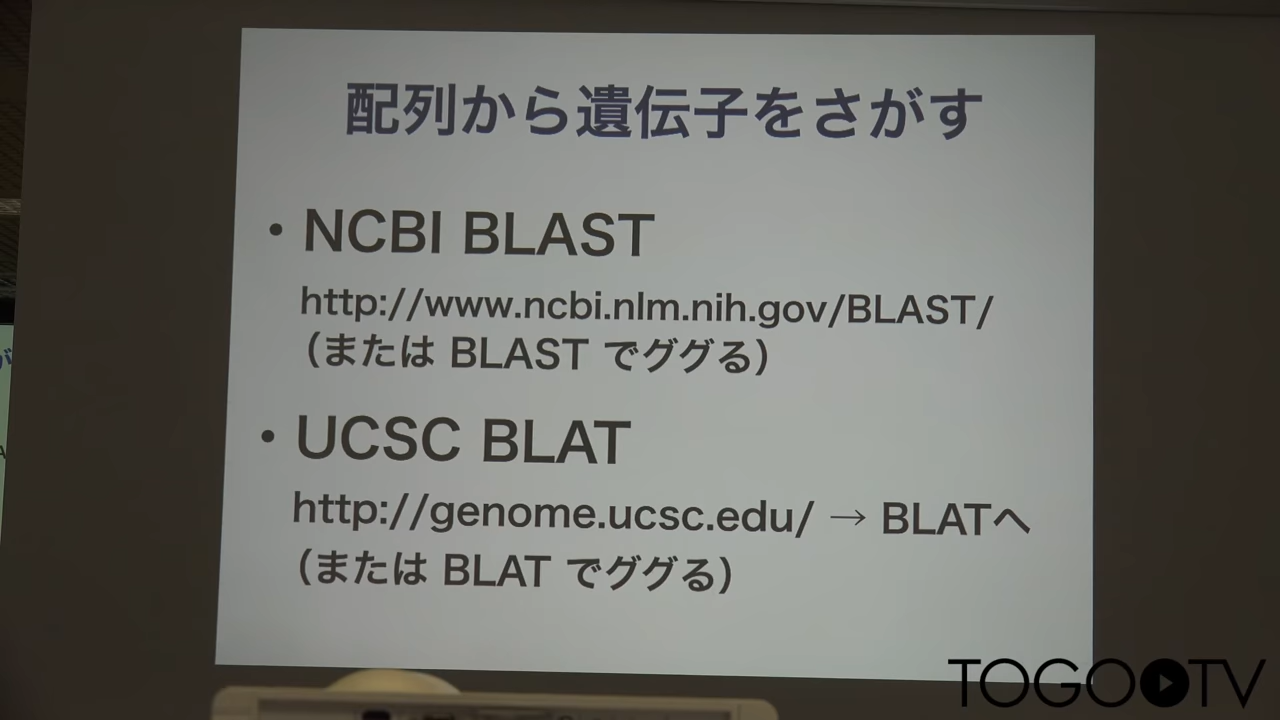 配列から遺伝子をさがす
・NCBI BLAST
http://www.ncbi.nlm.nih.gov/BLAST/
（または BLAST でググる）
・UCSC BLAT
http://genome.ucsc.edu/ → BLATへ
（または BLAT でググる）
TOGOTV